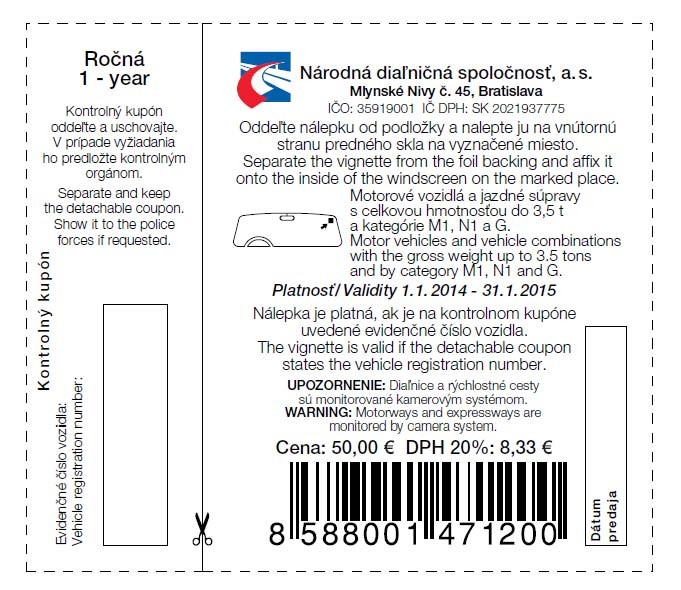 Ročná
1 - year
Kontrolný kupón
oddeľte a uschovajte.
V prípade vyžiadania
ho predložte kontrolným
orgánom.
Separate and keep
the detachable coupon.
Show it to the police
forces if requested.
Kontrolný kupón
Evidenčné číslo vozidla:
Vehicle registration number:
Národná diaľničná spoločnosť, a. s.
Mlynské Nivy č. 45, Bratislava
IČO: 35919001 IČ DPH: SK 2021937775
Oddeľte nálepku od podložky a nalepte ju na vnútornú
stranu predného skla na vyznačené miesto.
Separate the vignette from the foil backing and affix it
onto the inside of the windscreen on the marked place.
Motorové vozidlá a jazdné súpravy
s celkovou hmotnosťou do 3,5 t
a kategórie M1, N1 a G.
Motor vehicles and vehicle combinations
with the gross weight up to 3.5 tons
and by category M1, N1 and G.
Platnosť/ Validity 1.1.2014 - 31.1.2015
Nálepka je platná, ak je na kontrolnom kupóne
uvedené evidenčné číslo vozidla.
The vignette is valid if the detachable coupon
states the vehicle registration number.
UPOZORNENIE: Diaľnice a rýchlostné cesty
sú monitorované kamerovým systémom.
WARNING: Motorways and expressways are
monitored by camera system.
Cena: 50,00 € DPH 20%: 8,33 €
8 588001 471200
Dátum
predaja